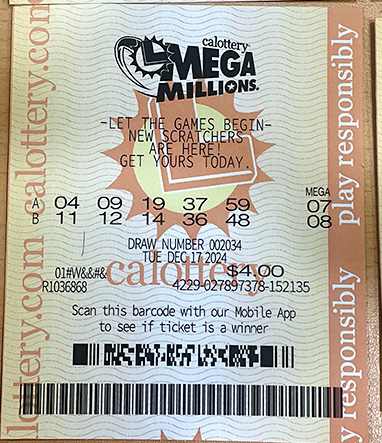 calottery
MEGA
MILLIONS.
-LET THE GAMES BEGIN-
NEW SCRATCHERS
ARE HERE!
GET YOURS TODAY.
MEGA
A 04 09 19 37 59 07
B 11 12 14 36 48 08
DRAW NUMBER 002034
TUE DEC 17 2024
01#W&&#& $4.00
calottery
R1036868 4229-027897378-152135
Scan this barcode with our Mobile App
to see if ticket is a winner
lottery.com calottery.com
play responsibly
y responsibly